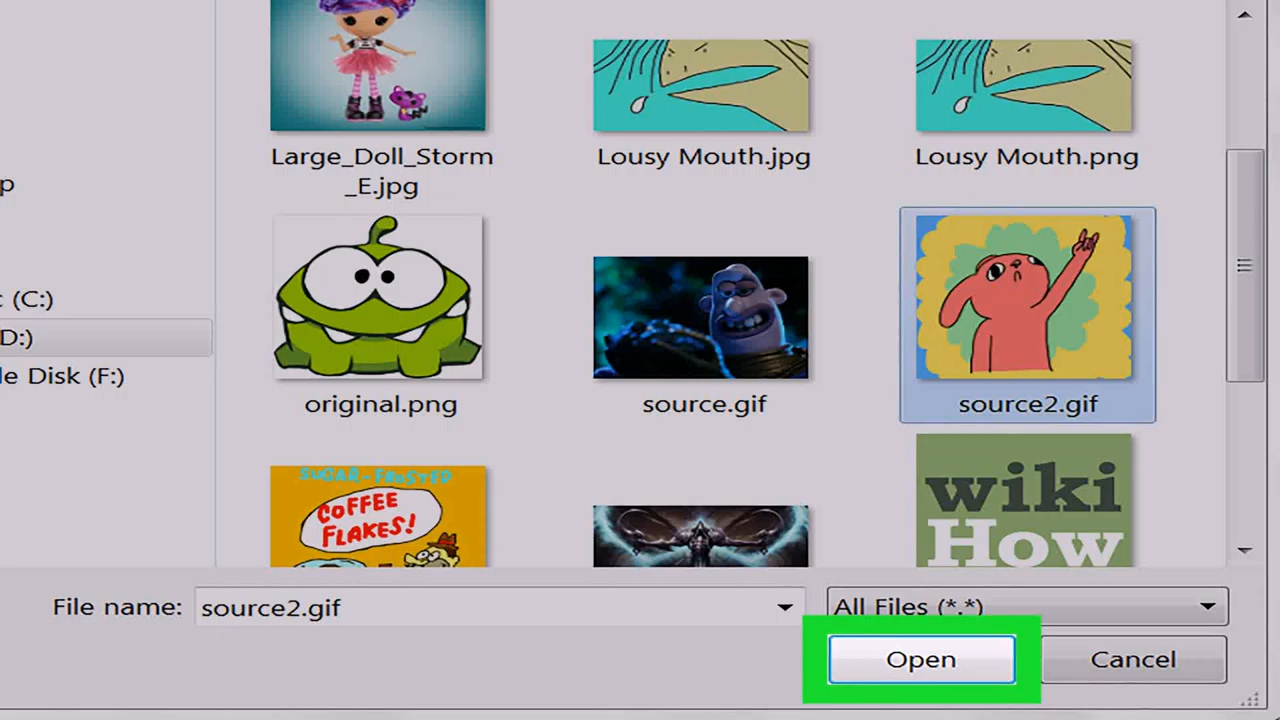 Large_Doll_Storm
_E.jpg
Lousy Mouth.jpg
Lousy Mouth.png
p
c (C:)
D:)
le Disk (F:)
original.png
source.gif
source2.gif
SUGAR-FROSTED
COFFEE
FLAKES!
wiki
How
File name:
source2.gif
All Files (*.*)
Open
Cancel